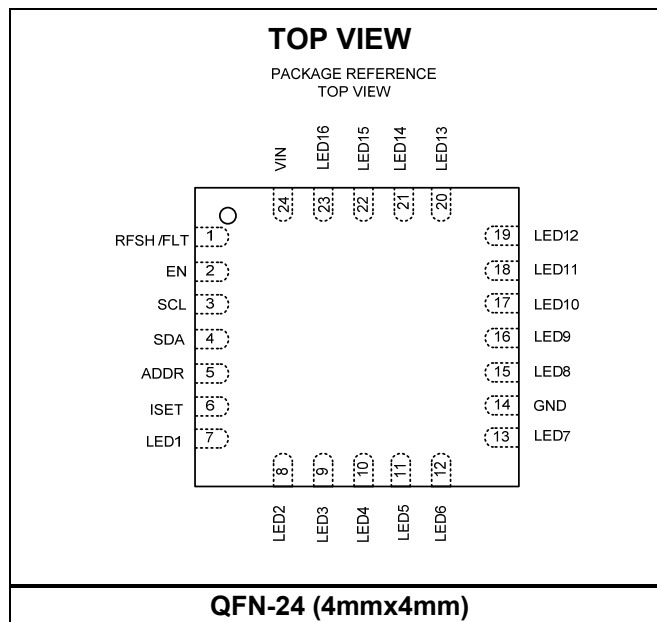 TOP VIEW
PACKAGE REFERENCE
TOP VIEW
VIN
LED16
LED15
LED14
LED13
24
23
22
21
20
RFSH /FLT
1
EN
2
SCL
3
SDA
4
ADDR
5
ISET
6
LED1
7
19
LED12
18
LED11
17
LED10
16
LED9
15
LED8
14
GND
13
LED7
8
9
10
11
12
LED2
LED3
LED4
LED5
LED6
QFN-24 (4mmx4mm)